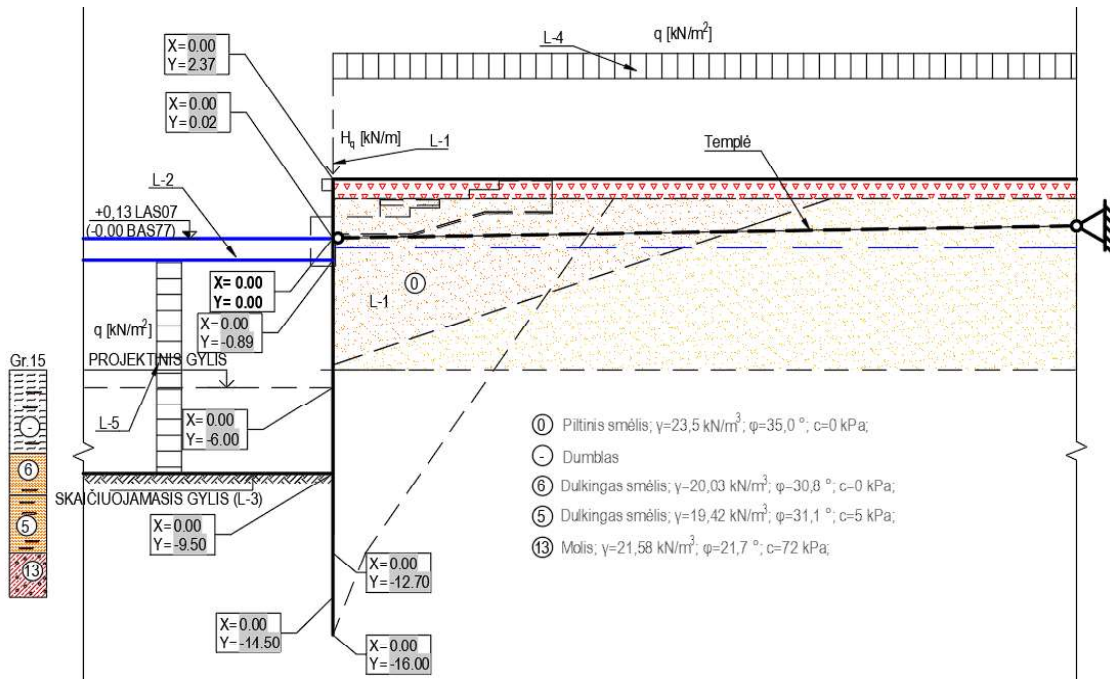 L-4
q [kN/m²]
X= 0.00
Y= 2.37
X= 0.00
Y= 0.02
Hq [kN/m]
L-1
Templė
L-2
+0,13 LAS07
(-0.00 BAS77)
X= 0.00
Y= 0.00
0
L-1
X-0.00
Y=-0.89
q [kN/m²]
PROJEKTINIS GYLIS
Gr.15
L-5
X= 0.00
Y= -6.00
-
6
5
13
SKAIČIUOJAMASIS GYLIS (L-3)
0 Piltinis smėlis; γ=23,5 kN/m³; φ=35,0 °; c=0 kPa;
- Dumblas
6 Dulkingas smėlis; γ=20,03 kN/m³; φ=30,8 °; c=0 kPa;
5 Dulkingas smėlis; γ=19,42 kN/m³; φ=31,1 °; c=5 kPa;
13 Molis; γ=21,58 kN/m³; φ=21,7 °; c=72 kPa;
X= 0.00
Y=-9.50
X= 0.00
Y=-12.70
X= 0.00
Y=-14.50
X-0.00
Y=-16.00